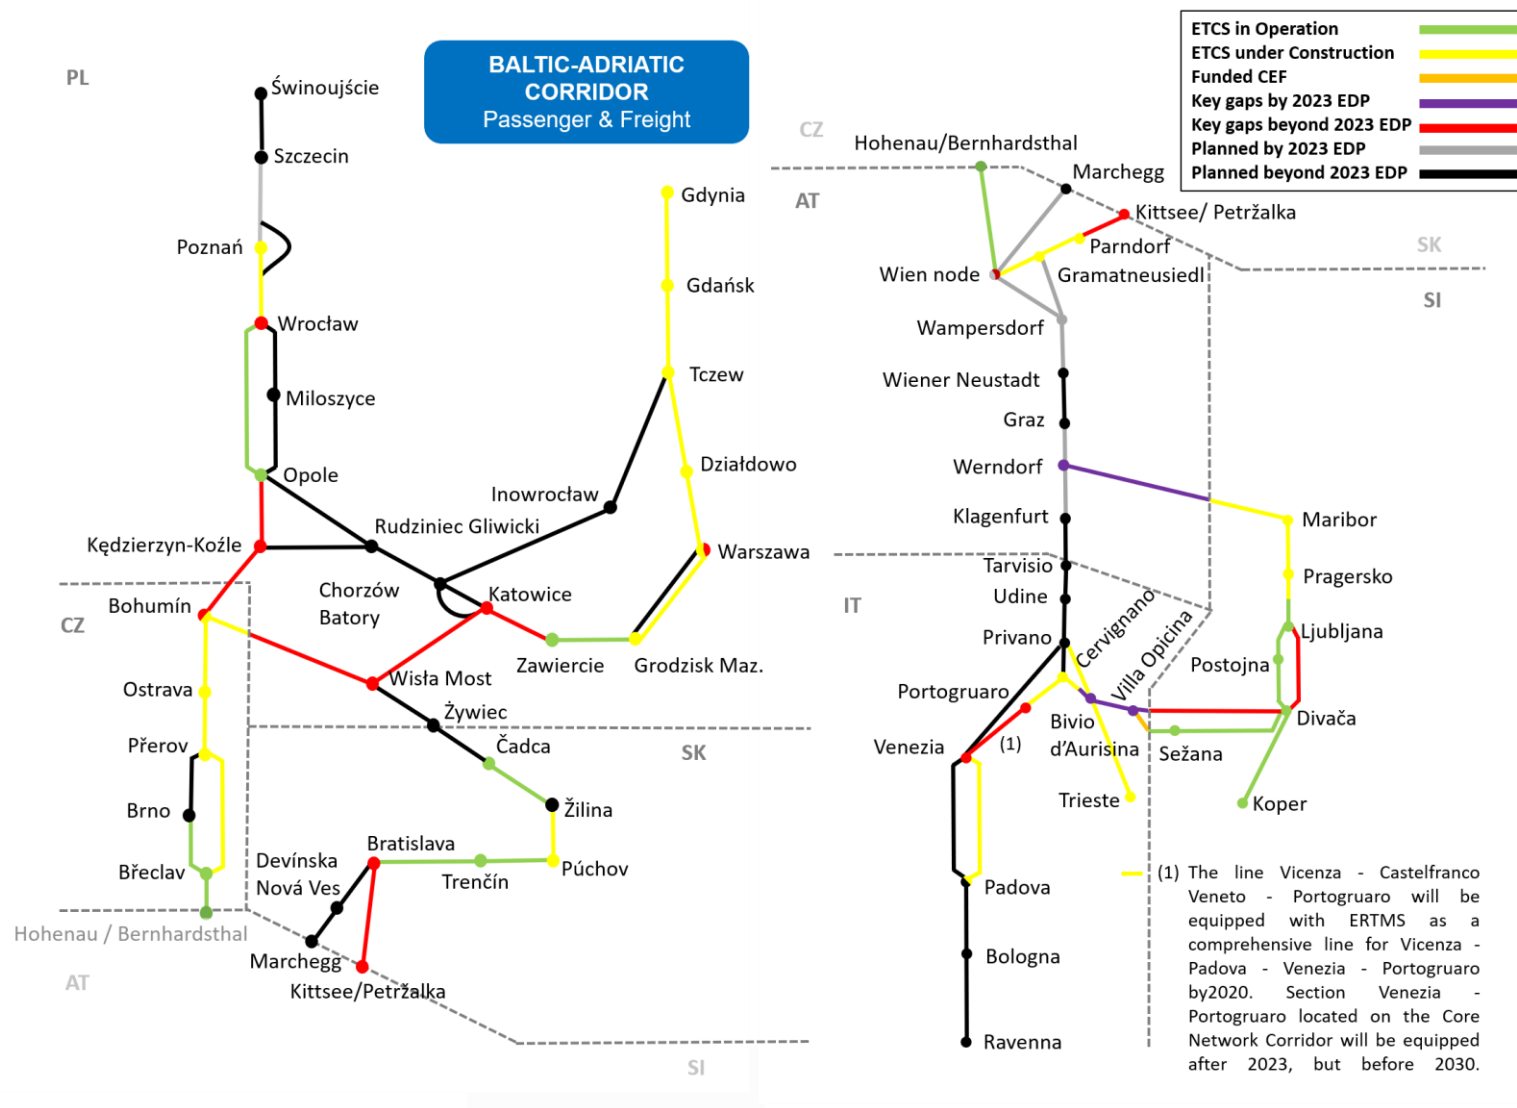 BALTIC-ADRIATIC
CORRIDOR
Passenger & Freight
ETCS in Operation
ETCS under Construction
Funded CEF
Key gaps by 2023 EDP
Key gaps beyond 2023 EDP
Planned by 2023 EDP
Planned beyond 2023 EDP
PL
Świnoujście
Szczecin
Poznań
Wrocław
Miloszyce
Opole
Kędzierzyn-Koźle
Rudziniec Gliwicki
Inowrocław
Gdynia
Gdańsk
Tczew
Działdowo
Warszawa
Chorzów
Batory
Katowice
Zawiercie
Grodzisk Maz.
CZ
Bohumín
Ostrava
Přerov
Brno
Břeclav
Hohenau / Bernhardsthal
AT
Wisła Most
Żywiec
Čadca
SK
Žilina
Púchov
Trenčín
Bratislava
Devínska
Nová Ves
Marchegg
Kittsee/Petržalka
SI
CZ
Hohenau/Bernhardsthal
AT
Marchegg
Kittsee/ Petržalka
Parndorf
Gramatneusiedl
SK
SI
Wien node
Wampersdorf
Wiener Neustadt
Graz
Werndorf
Klagenfurt
Maribor
Pragersko
IT
Tarvisio
Udine
Privano
Cervignano
Villa Opicina
Ljubljana
Postojna
Divača
Portogruaro
Bivio
d'Aurisina
Sežana
Venezia
(1)
Trieste
Koper
Padova
Bologna
Ravenna
(1) The line Vicenza - Castelfranco
Veneto - Portogruaro will be
equipped with ERTMS as a
comprehensive line for Vicenza -
Padova - Venezia - Portogruaro
by2020. Section Venezia -
Portogruaro located on the Core
Network Corridor will be equipped
after 2023, but before 2030.